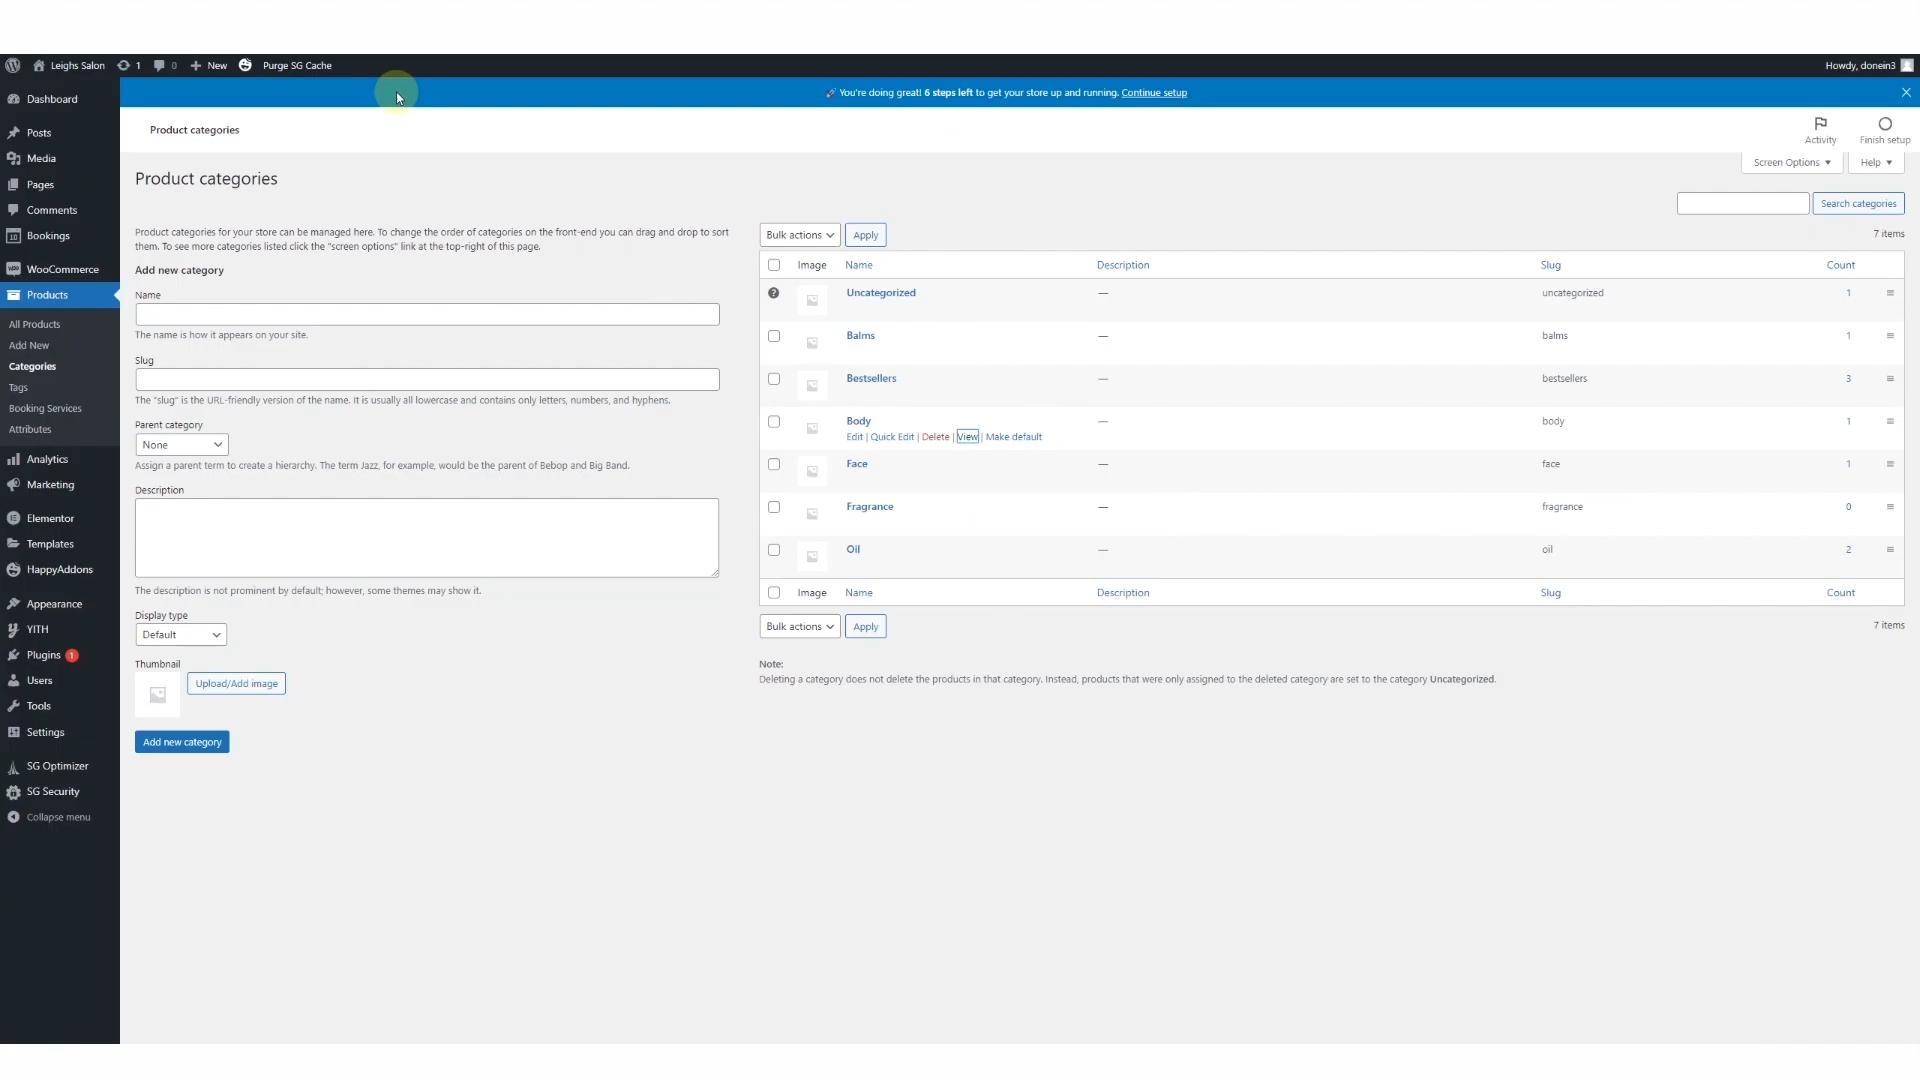 Leighs Salon 1 0 New Purge SG Cache Howdy, donein3
🚀 You're doing great! 6 steps left to get your store up and running. Continue setup
Dashboard
Posts
Media
Pages
Comments
Bookings
WooCommerce
Products
All Products
Add New
Categories
Tags
Booking Services
Attributes
Analytics
Marketing
Elementor
Templates
HappyAddons
Appearance
YITH
Plugins 1
Users
Tools
Settings
SG Optimizer
SG Security
Collapse menu
Product categories
Activity
Finish setup
Screen Options
Help
Product categories
Search categories
Product categories for your store can be managed here. To change the order of categories on the front-end you can drag and drop to sort
them. To see more categories listed click the "screen options" link at the top-right of this page.
Add new category
Name
The name is how it appears on your site.
Slug
The "slug" is the URL-friendly version of the name. It is usually all lowercase and contains only letters, numbers, and hyphens.
Parent category
None
Assign a parent term to create a hierarchy. The term Jazz, for example, would be the parent of Bebop and Big Band.
Description
The description is not prominent by default; however, some themes may show it.
Display type
Default
Thumbnail
Upload/Add image
Add new category
Bulk actions Apply 7 items
Image Name Description Slug Count
Uncategorized — uncategorized 1
Balms — balms 1
Bestsellers — bestsellers 3
Body — body 1
Edit | Quick Edit | Delete | View | Make default
Face — face 1
Fragrance — fragrance 0
Oil — oil 2
Image Name Description Slug Count
Bulk actions Apply 7 items
Note:
Deleting a category does not delete the products in that category. Instead, products that were only assigned to the deleted category are set to the category Uncategorized.